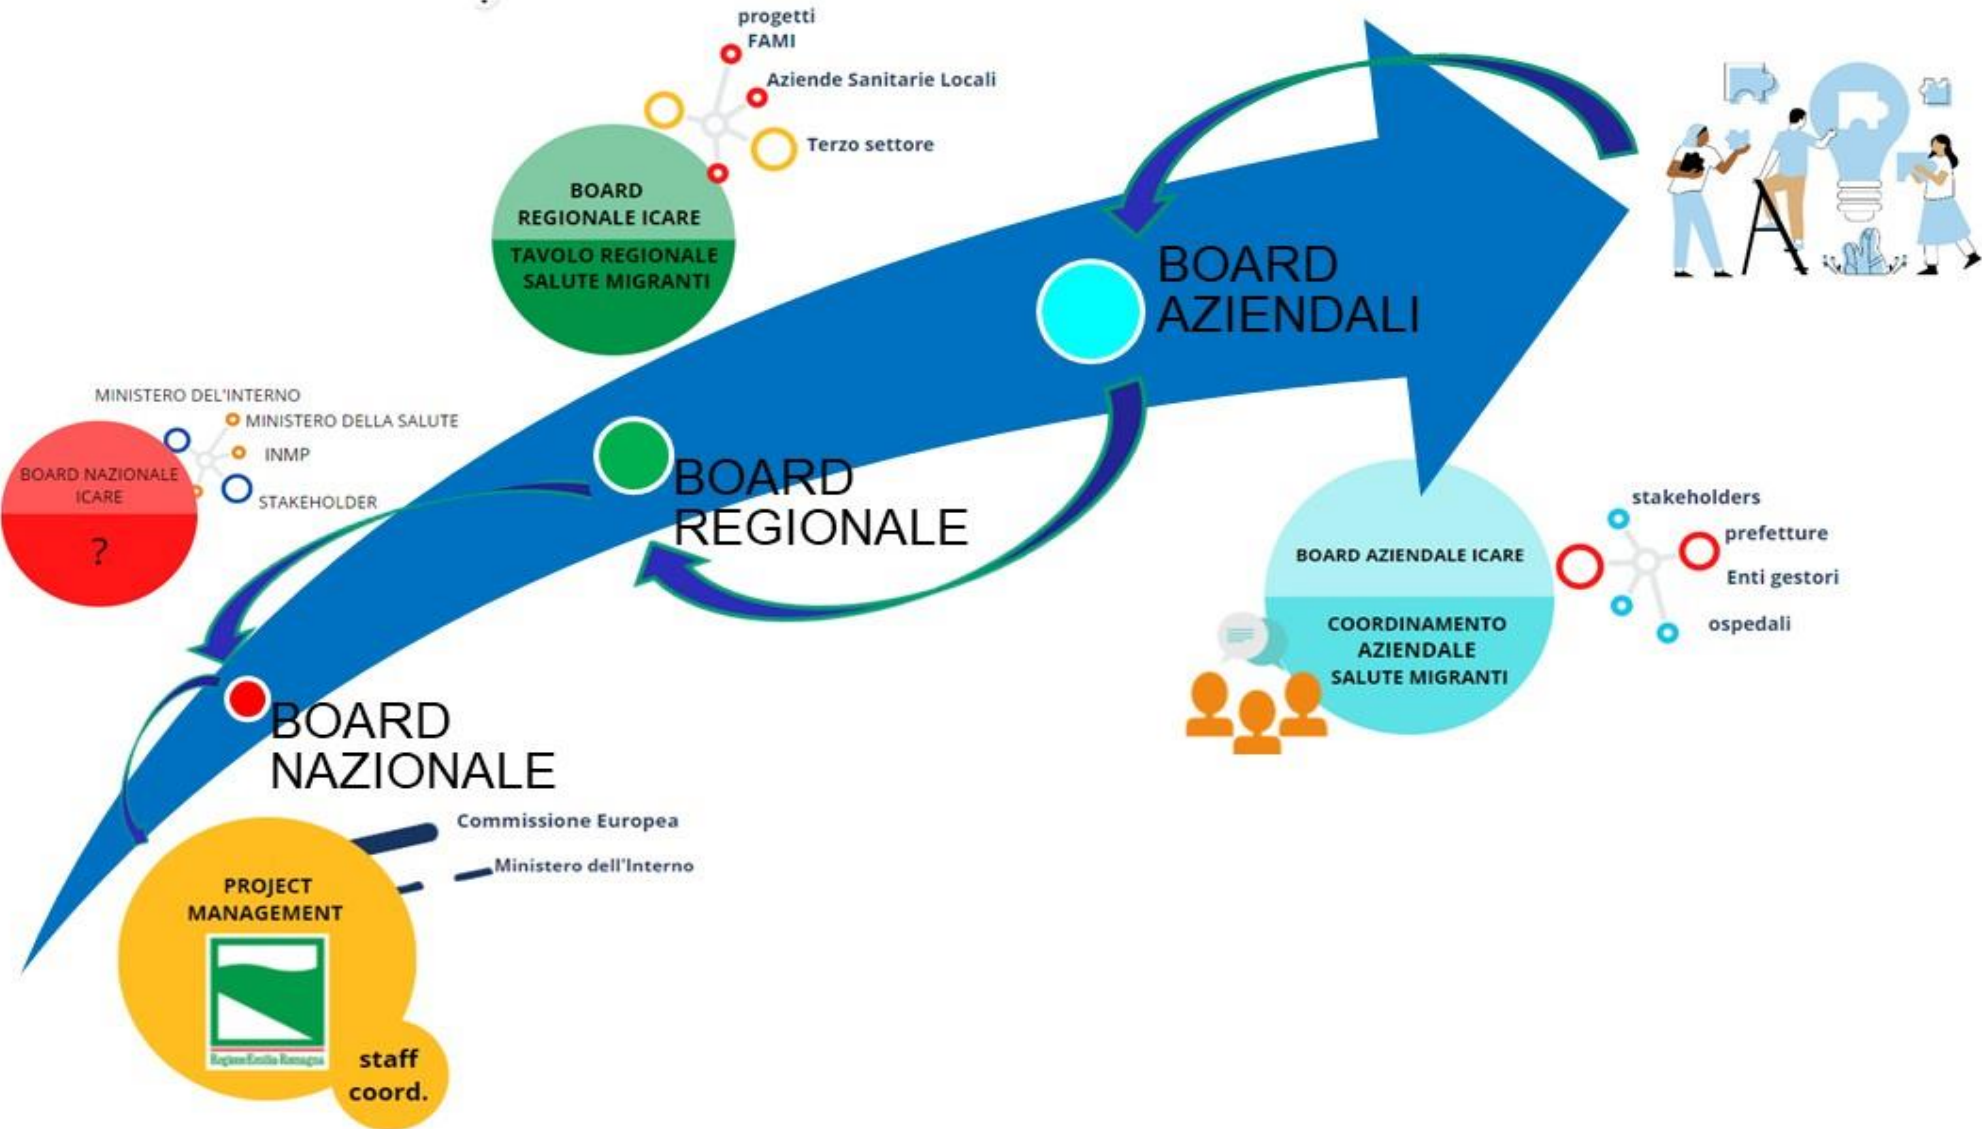 progetti
FAMI
Aziende Sanitarie Locali
Terzo settore
BOARD
REGIONALE ICARE
TAVOLO REGIONALE
SALUTE MIGRANTI
BOARD
AZIENDALI
MINISTERO DEL'INTERNO
MINISTERO DELLA SALUTE
INMP
STAKEHOLDER
BOARD NAZIONALE
ICARE
?
BOARD
REGIONALE
stakeholders
prefetture
Enti gestori
ospedali
BOARD AZIENDALE ICARE
COORDINAMENTO
AZIENDALE
SALUTE MIGRANTI
BOARD
NAZIONALE
Commissione Europea
Ministero dell'Interno
PROJECT
MANAGEMENT
RegioneEmilia-Romagna
staff
coord.